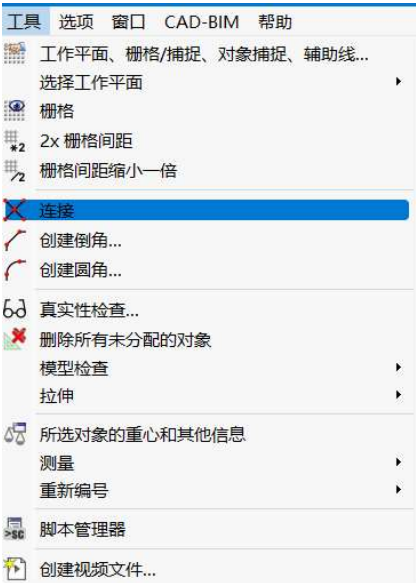 工具 选项 窗口 CAD-BIM 帮助
工作平面、栅格/捕捉、对象捕捉、辅助线...
选择工作平面
栅格
2x 栅格间距
栅格间距缩小一倍
连接
创建倒角...
创建圆角...
真实性检查...
删除所有未分配的对象
模型检查
拉伸
所选对象的重心和其他信息
测量
重新编号
脚本管理器
创建视频文件...